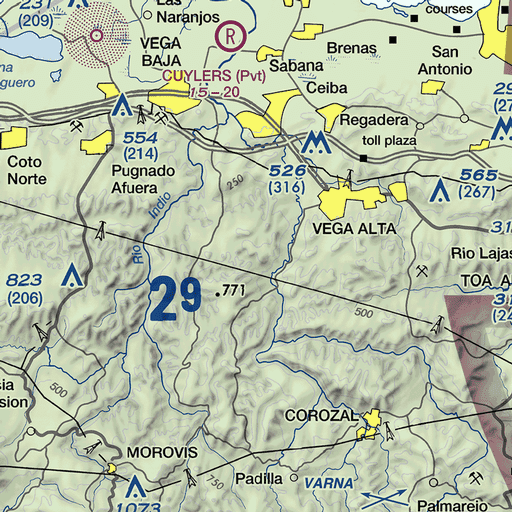 231
(209)
Las
Naranjos
R
courses
VEGA
BAJA
Brenas
San
Antonio
Sabana
CUYLERS (Pvt)
15-20
Ceiba
guero
Regadera
toll plaza
554
(214)
526
(316)
565
(267)
Coto
Norte
Pugnado
Afuera
250
Indio
Rio
VEGA ALTA
Rio Lajas
TOA A
823
(206)
29
771
500
500
COROZAL
MOROVIS
750
Padilla
VARNA
Palmarejo
1073